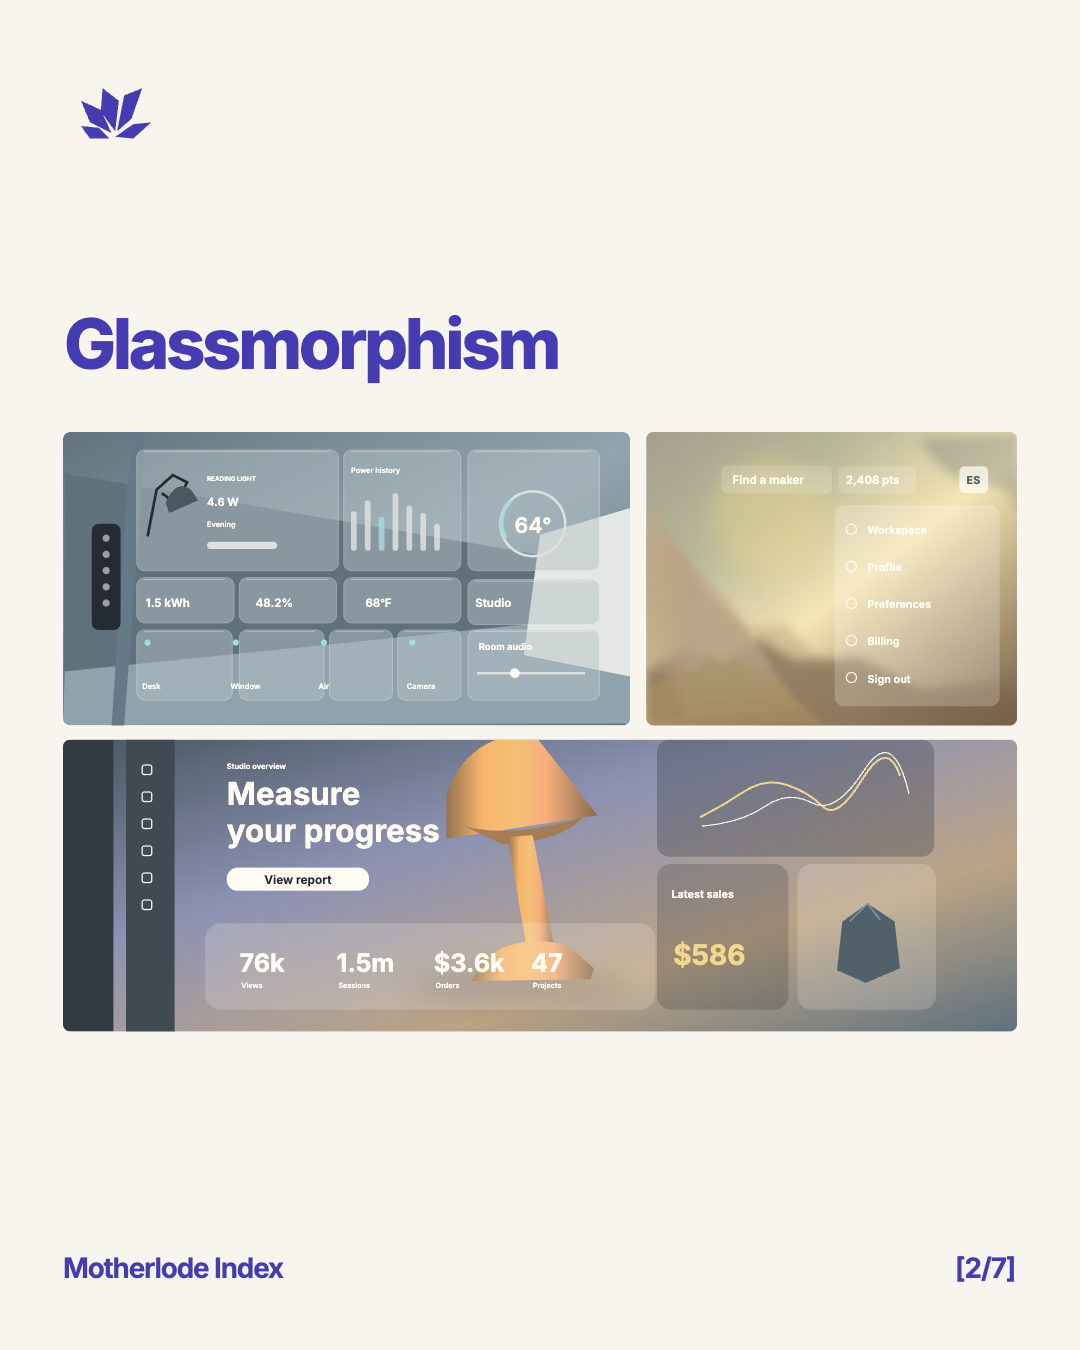 Glassmorphism
READING LIGHT
4.6 W
Evening
Power history
64°
1.5 kWh
48.2%
68°F
Studio
Desk
Window
Air
Camera
Room audio
Find a maker
2,408 pts
ES
Workspace
Profile
Preferences
Billing
Sign out
Studio overview
Measure
your progress
View report
76k
Views
1.5m
Sessions
$3.6k
Orders
47
Projects
Latest sales
$586
Motherlode Index
[2/7]